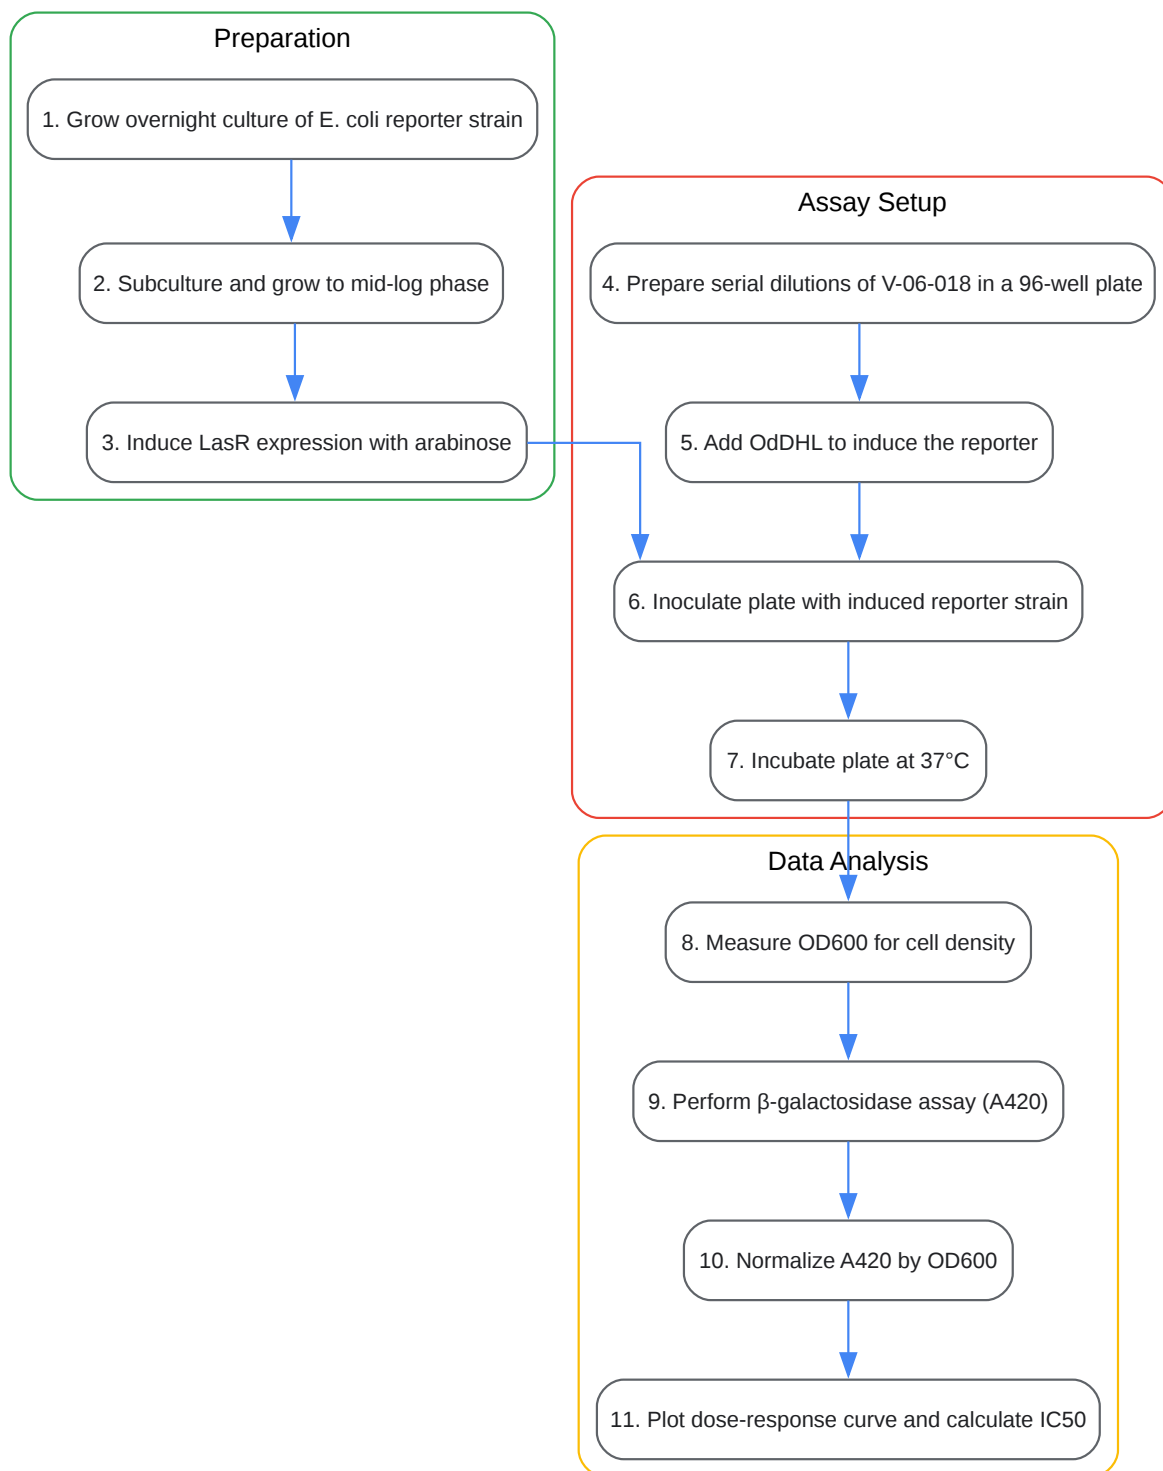 Preparation
1. Grow overnight culture of E. coli reporter strain
2. Subculture and grow to mid-log phase
3. Induce LasR expression with arabinose
Assay Setup
4. Prepare serial dilutions of V-06-018 in a 96-well plate
5. Add OdDHL to induce the reporter
6. Inoculate plate with induced reporter strain
7. Incubate plate at 37°C
Data Analysis
8. Measure OD600 for cell density
9. Perform β-galactosidase assay (A420)
10. Normalize A420 by OD600
11. Plot dose-response curve and calculate IC50